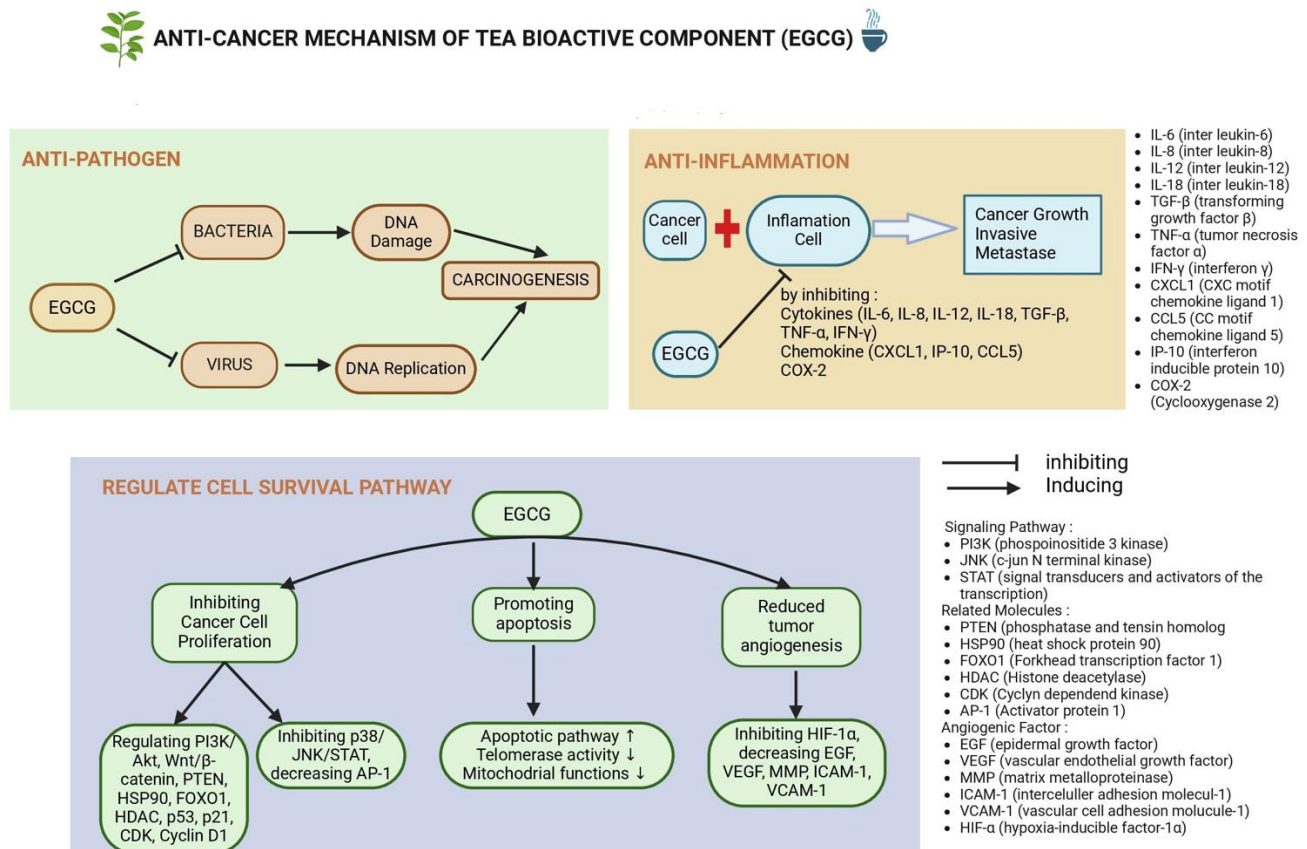 ANTI-CANCER MECHANISM OF TEA BIOACTIVE COMPONENT (EGCG)
ANTI-PATHOGEN
EGCG
BACTERIA
DNA
Damage
CARCINOGENESIS
VIRUS
DNA Replication
ANTI-INFLAMMATION
Cancer
cell
Inflamation
Cell
Cancer Growth
Invasive
Metastase
EGCG
by inhibiting :
Cytokines (IL-6, IL-8, IL-12, IL-18, TGF-β,
TNF-α, IFN-γ)
Chemokine (CXCL1, IP-10, CCL5)
COX-2
• IL-6 (inter leukin-6)
• IL-8 (inter leukin-8)
• IL-12 (inter leukin-12)
• IL-18 (inter leukin-18)
• TGF-β (transforming
growth factor β)
• TNF-α (tumor necrosis
factor α)
• IFN-γ (interferon γ)
• CXCL1 (CXC motif
chemokine ligand 1)
• CCL5 (CC motif
chemokine ligand 5)
• IP-10 (interferon
inducible protein 10)
• COX-2
(Cyclooxygenase 2)
REGULATE CELL SURVIVAL PATHWAY
EGCG
Inhibiting
Cancer Cell
Proliferation
Promoting
apoptosis
Reduced
tumor
angiogenesis
Regulating PI3K/
Akt, Wnt/β-
catenin, PTEN,
HSP90, FOXO1,
HDAC, p53, p21,
CDK, Cyclin D1
Inhibiting p38/
JNK/STAT,
decreasing AP-1
Apoptotic pathway ↑
Telomerase activity ↓
Mitochdrial functions ↓
Inhibiting HIF-1α,
decreasing EGF,
VEGF, MMP, ICAM-1,
VCAM-1
inhibiting
Inducing
Signaling Pathway :
• PI3K (phospoinositide 3 kinase)
• JNK (c-jun N terminal kinase)
• STAT (signal transducers and activators of the
transcription)
Related Molecules :
• PTEN (phosphatase and tensin homolog
• HSP90 (heat shock protein 90)
• FOXO1 (Forkhead transcription factor 1)
• HDAC (Histone deacetylase)
• CDK (Cyclyn dependend kinase)
• AP-1 (Activator protein 1)
Angiogenic Factor :
• EGF (epidermal growth factor)
• VEGF (vascular endothelial growth factor)
• MMP (matrix metalloproteinase)
• ICAM-1 (interceluller adhesion molecul-1)
• VCAM-1 (vascular cell adhesion molucule-1)
• HIF-α (hypoxia-inducible factor-1α)